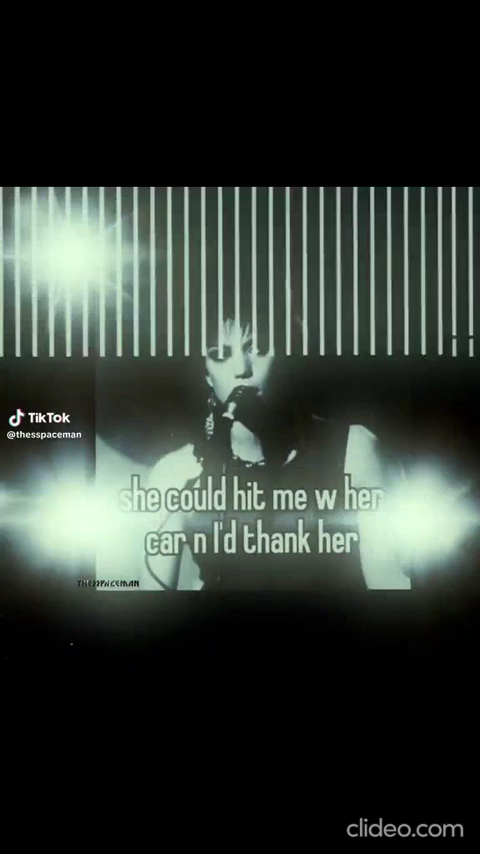 TikTok
@thesspaceman
she could hit me w her
car n I'd thank her
THESSPACEMAN
clideo.com